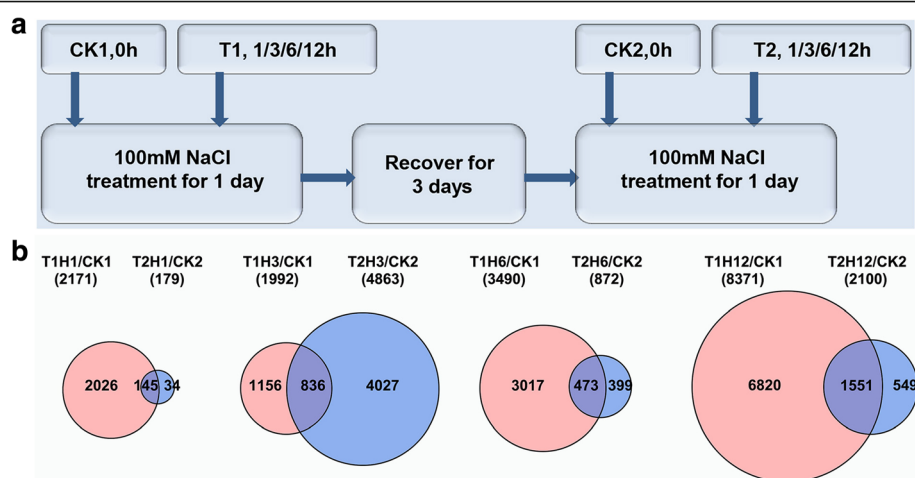 a
CK1,0h
T1, 1/3/6/12h
CK2,0h
T2, 1/3/6/12h
100mM NaCl
treatment for 1 day
Recover for
3 days
100mM NaCl
treatment for 1 day
b
T1H1/CK1
(2171)
T2H1/CK2
(179)
T1H3/CK1
(1992)
T2H3/CK2
(4863)
T1H6/CK1
(3490)
T2H6/CK2
(872)
T1H12/CK1
(8371)
T2H12/CK2
(2100)
2026
145
34
1156
836
4027
3017
473
399
6820
1551
549